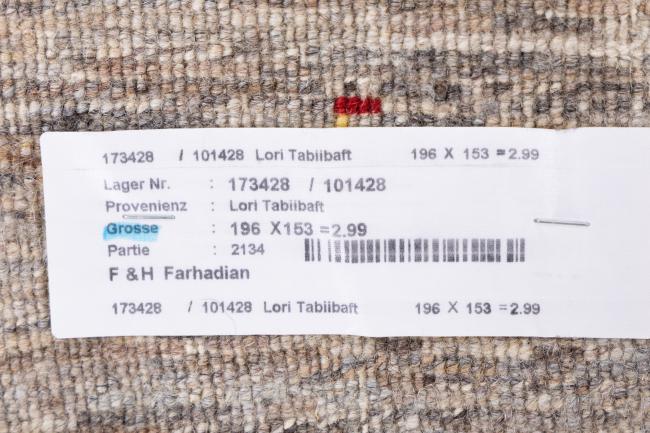 173428 / 101428 Lori Tabiibaft 196 X 153 = 2.99
Lager Nr. : 173428 / 101428
Provenienz : Lori Tabiibaft
Grosse : 196 X153 = 2.99
Partie : 2134
F & H Farhadian
173428 / 101428 Lori Tabiibaft 196 X 153 = 2.99